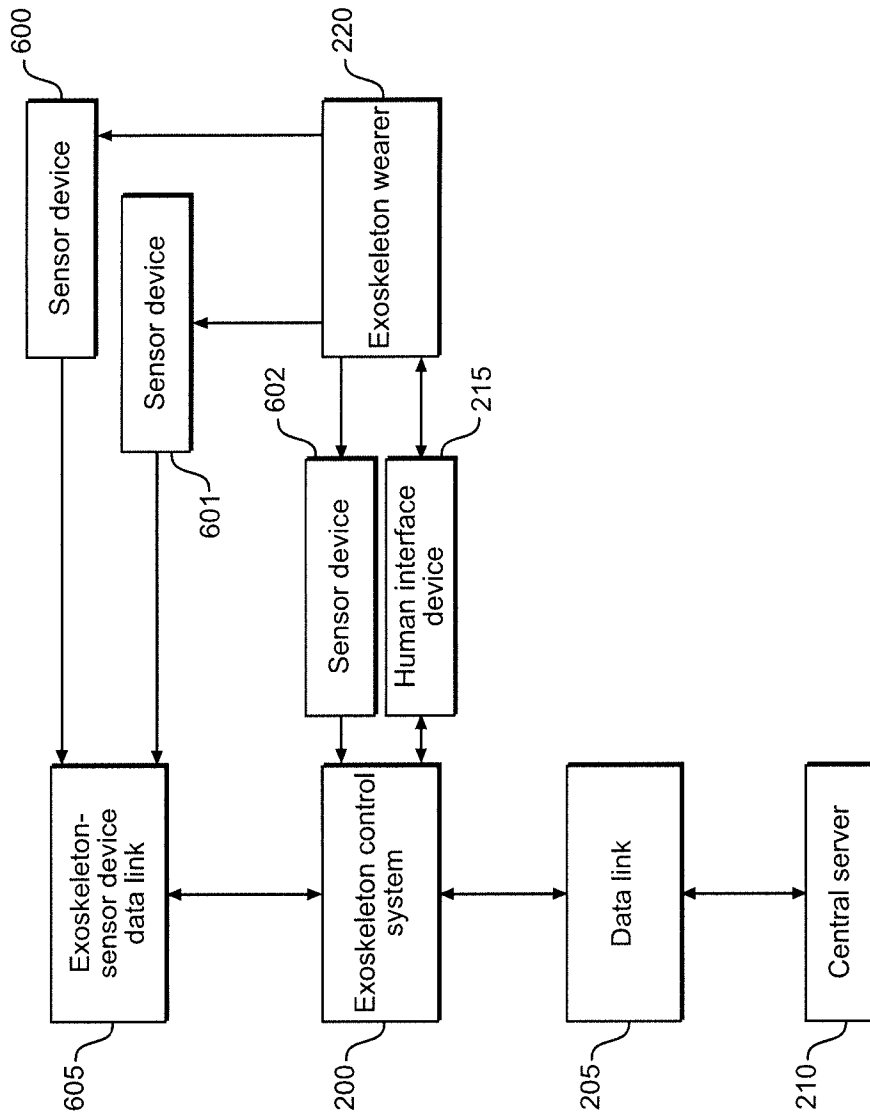 210
Central server
205
Data link
200
Exoskeleton control
system
605
Exoskeleton-
sensor device
data link
Human interface
device
215
Sensor device
602
601
Sensor device
Exoskeleton wearer
220
Sensor device
600